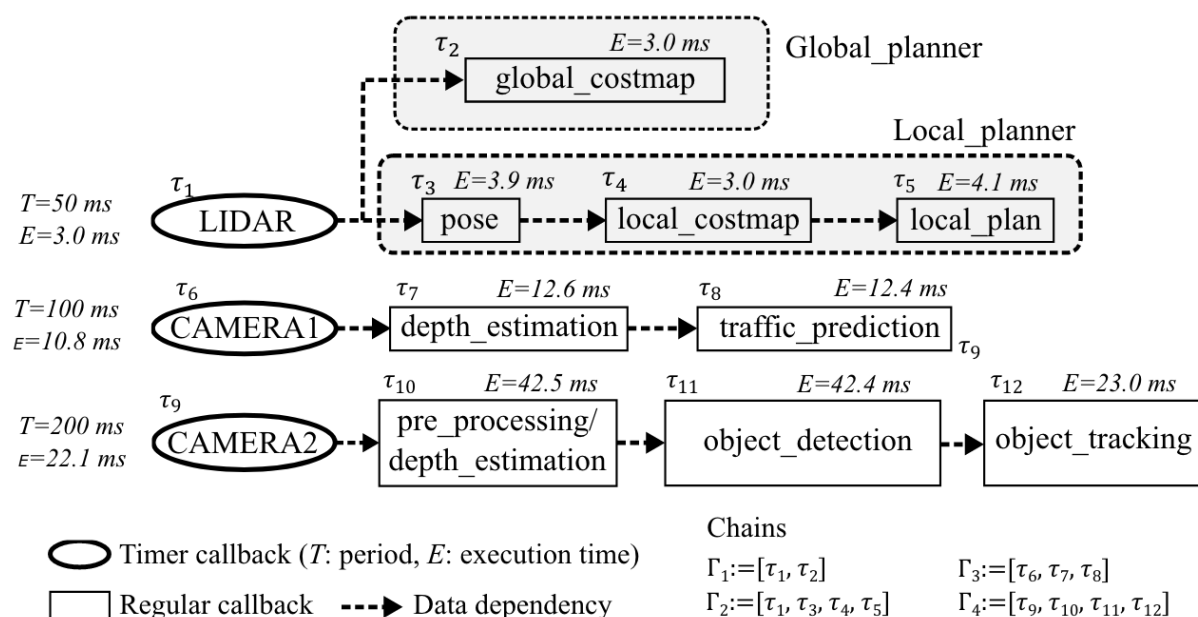 τ2 E=3.0 ms
global_costmap
Global_planner
Local_planner
τ1
T=50 ms
E=3.0 ms
LIDAR
τ3 E=3.9 ms
pose
τ4 E=3.0 ms
local_costmap
τ5 E=4.1 ms
local_plan
τ6
T=100 ms
E=10.8 ms
CAMERA1
τ7 E=12.6 ms
depth_estimation
τ8 E=12.4 ms
traffic_prediction
τ9
τ9
T=200 ms
E=22.1 ms
CAMERA2
τ10 E=42.5 ms
pre_processing/
depth_estimation
τ11 E=42.4 ms
object_detection
τ12 E=23.0 ms
object_tracking
Timer callback (T: period, E: execution time)
Regular callback
Data dependency
Chains
Γ1:=[τ1, τ2]
Γ2:=[τ1, τ3, τ4, τ5]
Γ3:=[τ6, τ7, τ8]
Γ4:=[τ9, τ10, τ11, τ12]